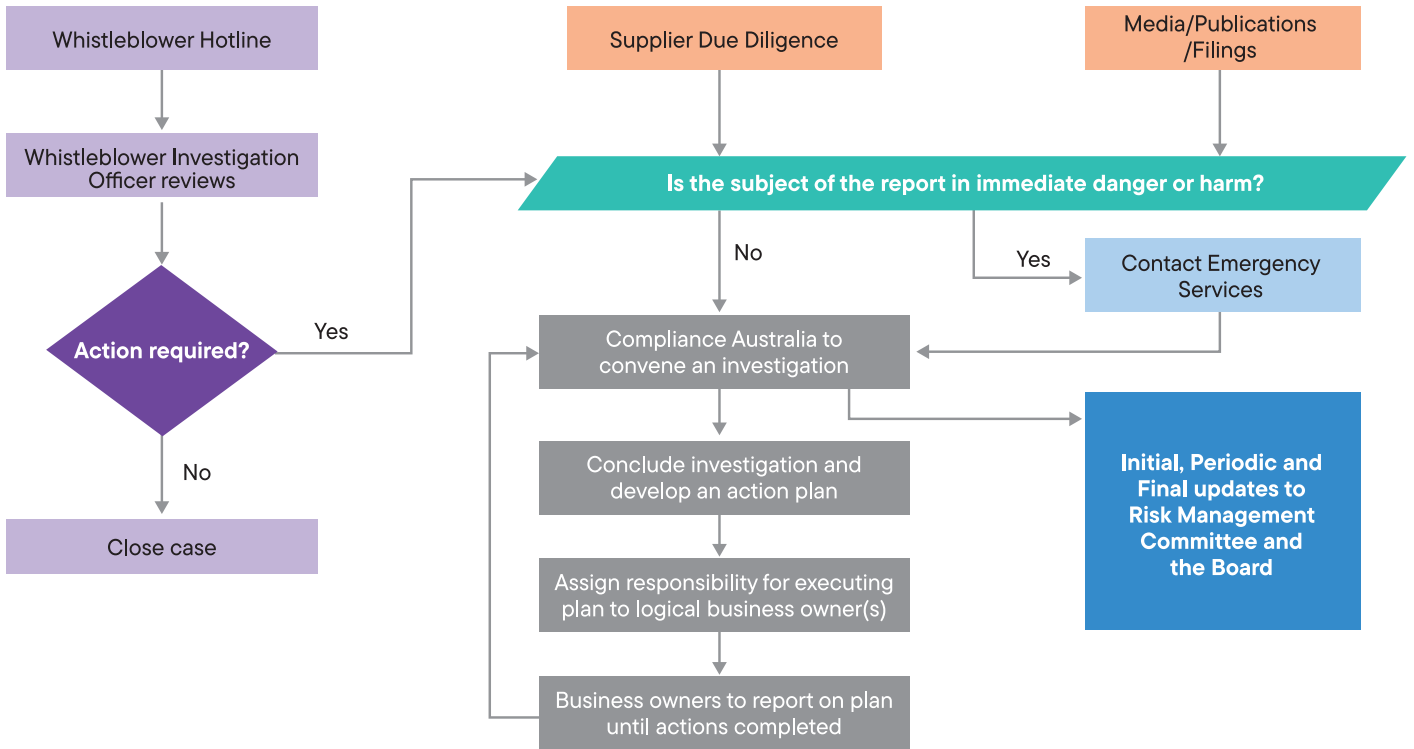 Whistleblower Hotline
Supplier Due Diligence
Media/Publications
/Filings
Whistleblower Investigation
Officer reviews
Is the subject of the report in immediate danger or harm?
No
Yes
Contact Emergency
Services
Action required?
Yes
Compliance Australia to
convene an investigation
No
Close case
Conclude investigation and
develop an action plan
Initial, Periodic and
Final updates to
Risk Management
Committee and
the Board
Assign responsibility for executing
plan to logical business owner(s)
Business owners to report on plan
until actions completed